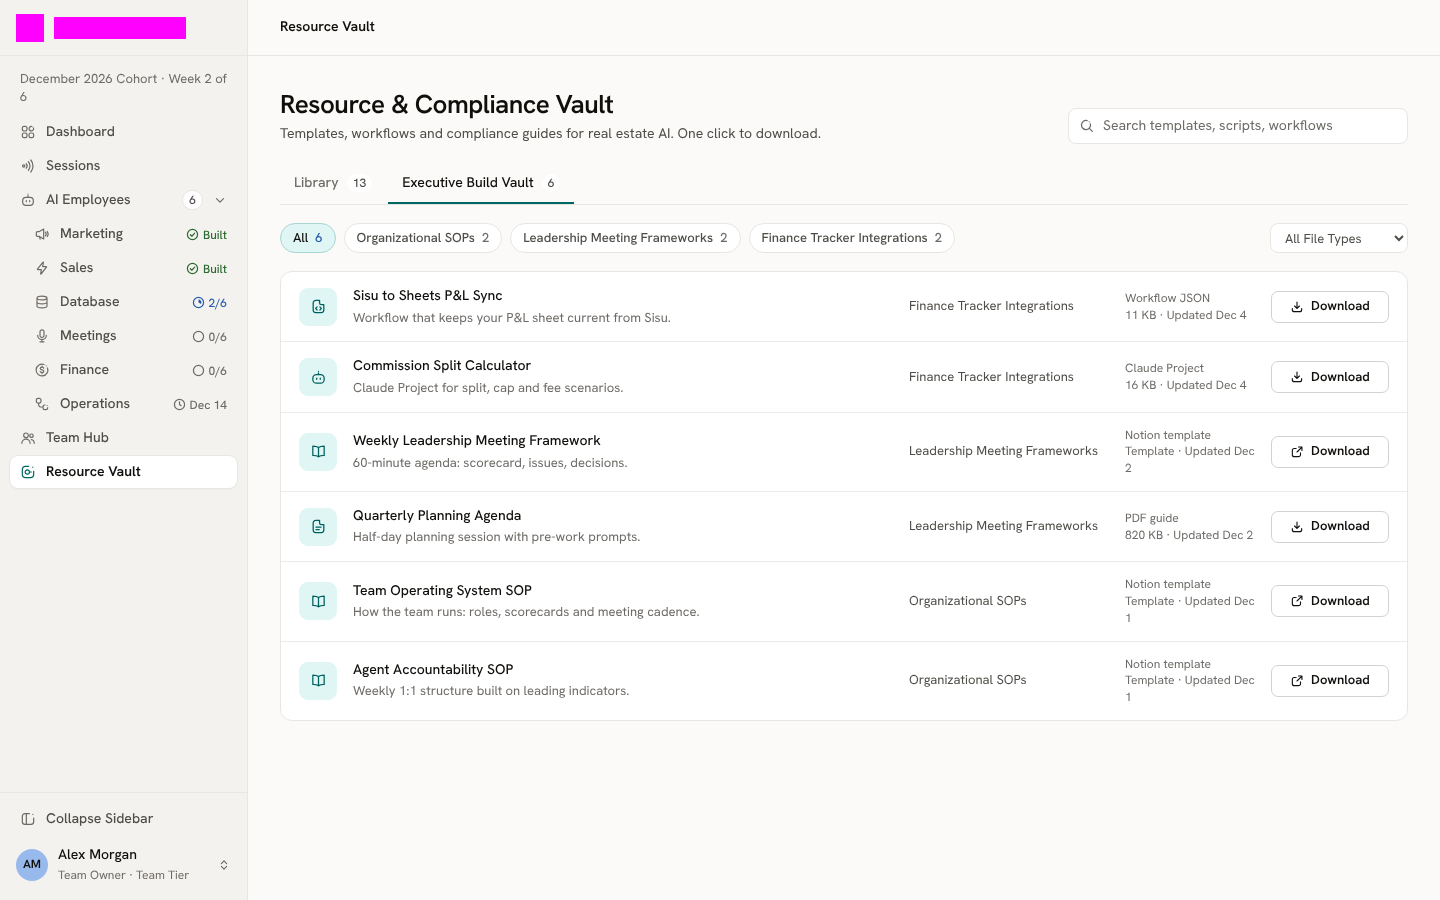 Resource Vault
December 2026 Cohort · Week 2 of
6
Dashboard
Sessions
AI Employees 6
Marketing Built
Sales Built
Database 2/6
Meetings 0/6
Finance 0/6
Operations Dec 14
Team Hub
Resource Vault
Collapse Sidebar
AM
Alex Morgan
Team Owner · Team Tier
Resource & Compliance Vault
Templates, workflows and compliance guides for real estate AI. One click to download.
Search templates, scripts, workflows
Library 13 Executive Build Vault 6
All 6 Organizational SOPs 2 Leadership Meeting Frameworks 2 Finance Tracker Integrations 2 All File Types
Sisu to Sheets P&L Sync
Workflow that keeps your P&L sheet current from Sisu.
Finance Tracker Integrations
Workflow JSON
11 KB · Updated Dec 4
Download
Commission Split Calculator
Claude Project for split, cap and fee scenarios.
Finance Tracker Integrations
Claude Project
16 KB · Updated Dec 4
Download
Weekly Leadership Meeting Framework
60-minute agenda: scorecard, issues, decisions.
Leadership Meeting Frameworks
Notion template
Template · Updated Dec
2
Download
Quarterly Planning Agenda
Half-day planning session with pre-work prompts.
Leadership Meeting Frameworks
PDF guide
820 KB · Updated Dec 2
Download
Team Operating System SOP
How the team runs: roles, scorecards and meeting cadence.
Organizational SOPs
Notion template
Template · Updated Dec
1
Download
Agent Accountability SOP
Weekly 1:1 structure built on leading indicators.
Organizational SOPs
Notion template
Template · Updated Dec
1
Download